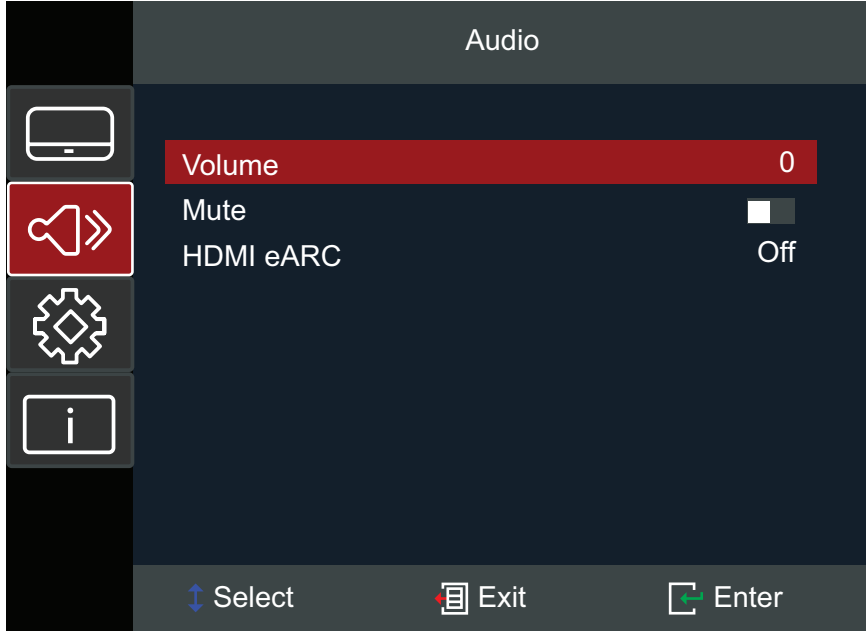 Audio
Volume 0
Mute
HDMI eARC Off
i
Select Exit Enter